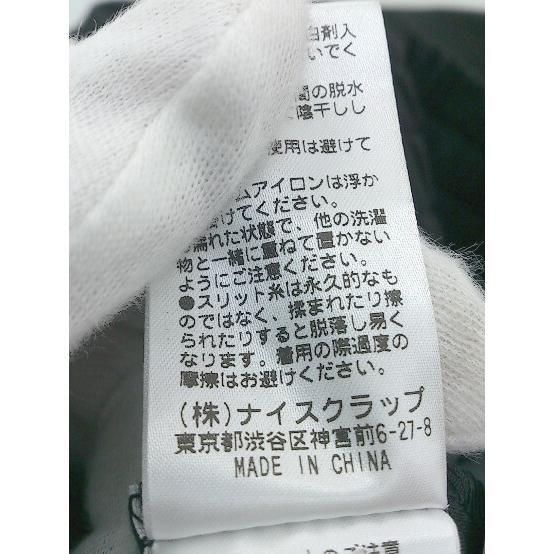 白剤入
いでく
間の脱水
陰干しし
使用は避けて
ムアイロンは浮か
けてください。
濡れた状態で、他の洗濯
物と一緒に重ねて置かない
ようにご注意ください。
●スリット糸は永久的なも
のではなく、揉まれたり擦
られたりすると脱落し易く
なります。着用の際過度の
摩擦はお避けください。
(株)ナイスクラップ
東京都渋谷区神宮前6-27-8
MADE IN CHINA
のご注意